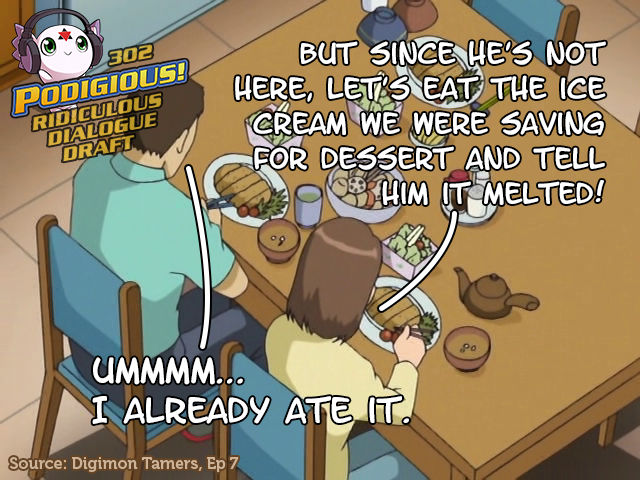 302
PODIGIOUS!
RIDICULOUS
DIALOGUE
DRAFT
BUT SINCE HE'S NOT
HERE, LET'S EAT THE ICE
CREAM WE WERE SAVING
FOR DESSERT AND TELL
HIM IT MELTED!
UMMMM...
I ALREADY ATE IT.
Source: Digimon Tamers, Ep 7